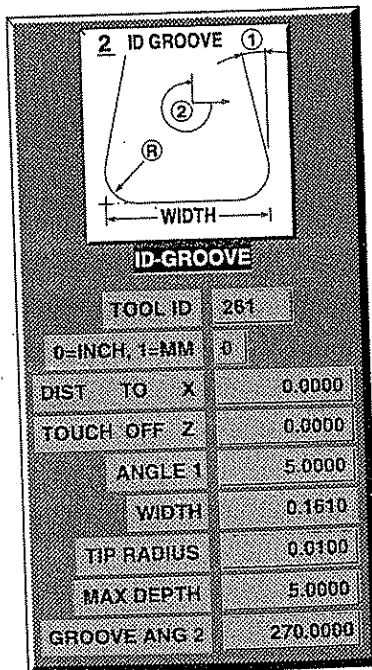 2 ID GROOVE ①
②
Ⓡ
WIDTH
ID-GROOVE
TOOL ID 261
0=INCH, 1=MM 0
DIST TO X 0.0000
TOUCH OFF Z 0.0000
ANGLE 1 5.0000
WIDTH 0.1610
TIP RADIUS 0.0100
MAX DEPTH 5.0000
GROOVE ANG 2 270.0000